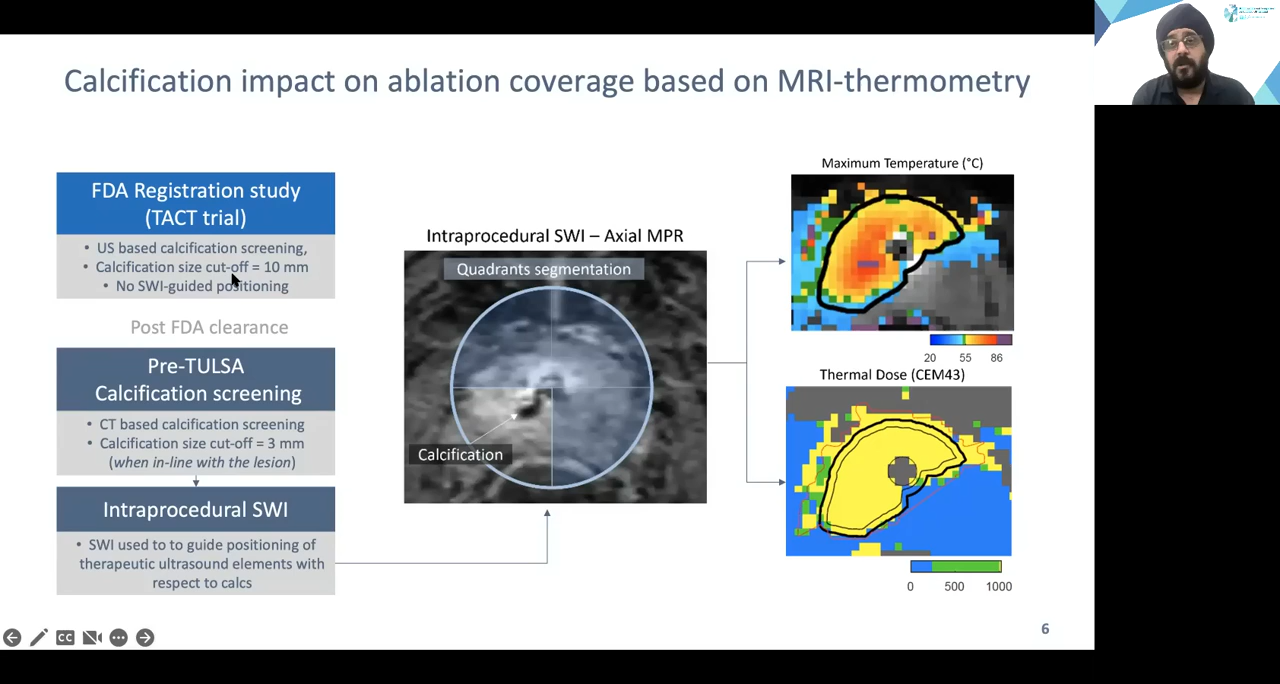 Calcification impact on ablation coverage based on MRI-thermometry
FDA Registration study
(TACT trial)
• US based calcification screening,
• Calcification size cut-off = 10 mm
• No SWI-guided positioning
Post FDA clearance
Pre-TULSA
Calcification screening
• CT based calcification screening
• Calcification size cut-off = 3 mm
(when in-line with the lesion)
Intraprocedural SWI
• SWI used to to guide positioning of
therapeutic ultrasound elements with
respect to calcs
Intraprocedural SWI – Axial MPR
Quadrants segmentation
Calcification
Maximum Temperature (°C)
20 55 86
Thermal Dose (CEM43)
0 500 1000
6
CC